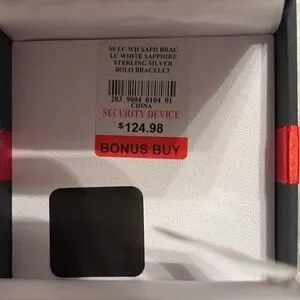 SS LC WH SAPH BRAC
LC WHITE SAPPHIRE
STERLING SILVER
BOLO BRACELET
283 9004 0104 01
CHINA
SECURITY DEVICE
$124.98
BONUS BUY